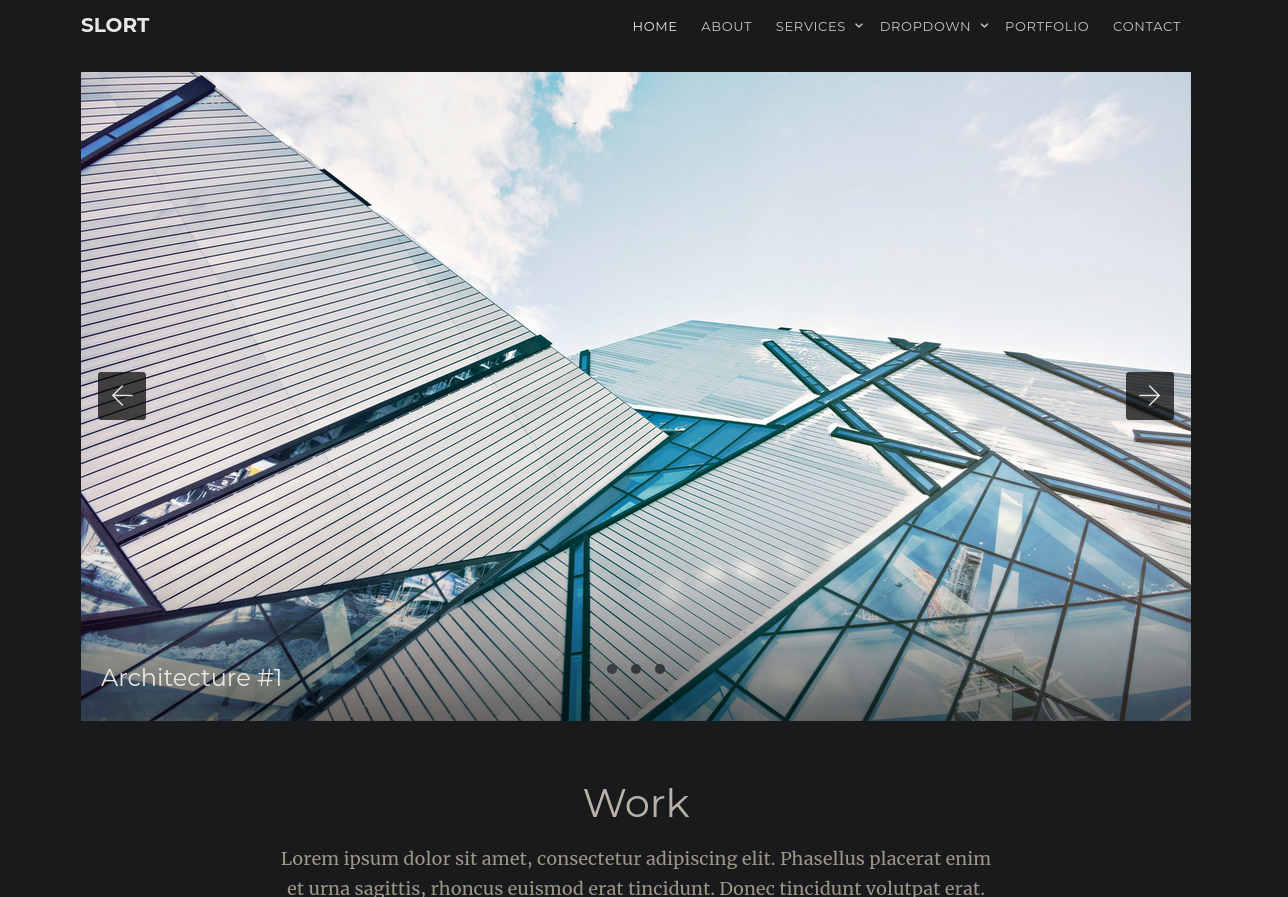 SLORT
HOME ABOUT SERVICES DROPDOWN PORTFOLIO CONTACT
Architecture #1
Work
Lorem ipsum dolor sit amet, consectetur adipiscing elit. Phasellus placerat enim
et urna sagittis, rhoncus euismod erat tincidunt. Donec tincidunt volutpat erat.